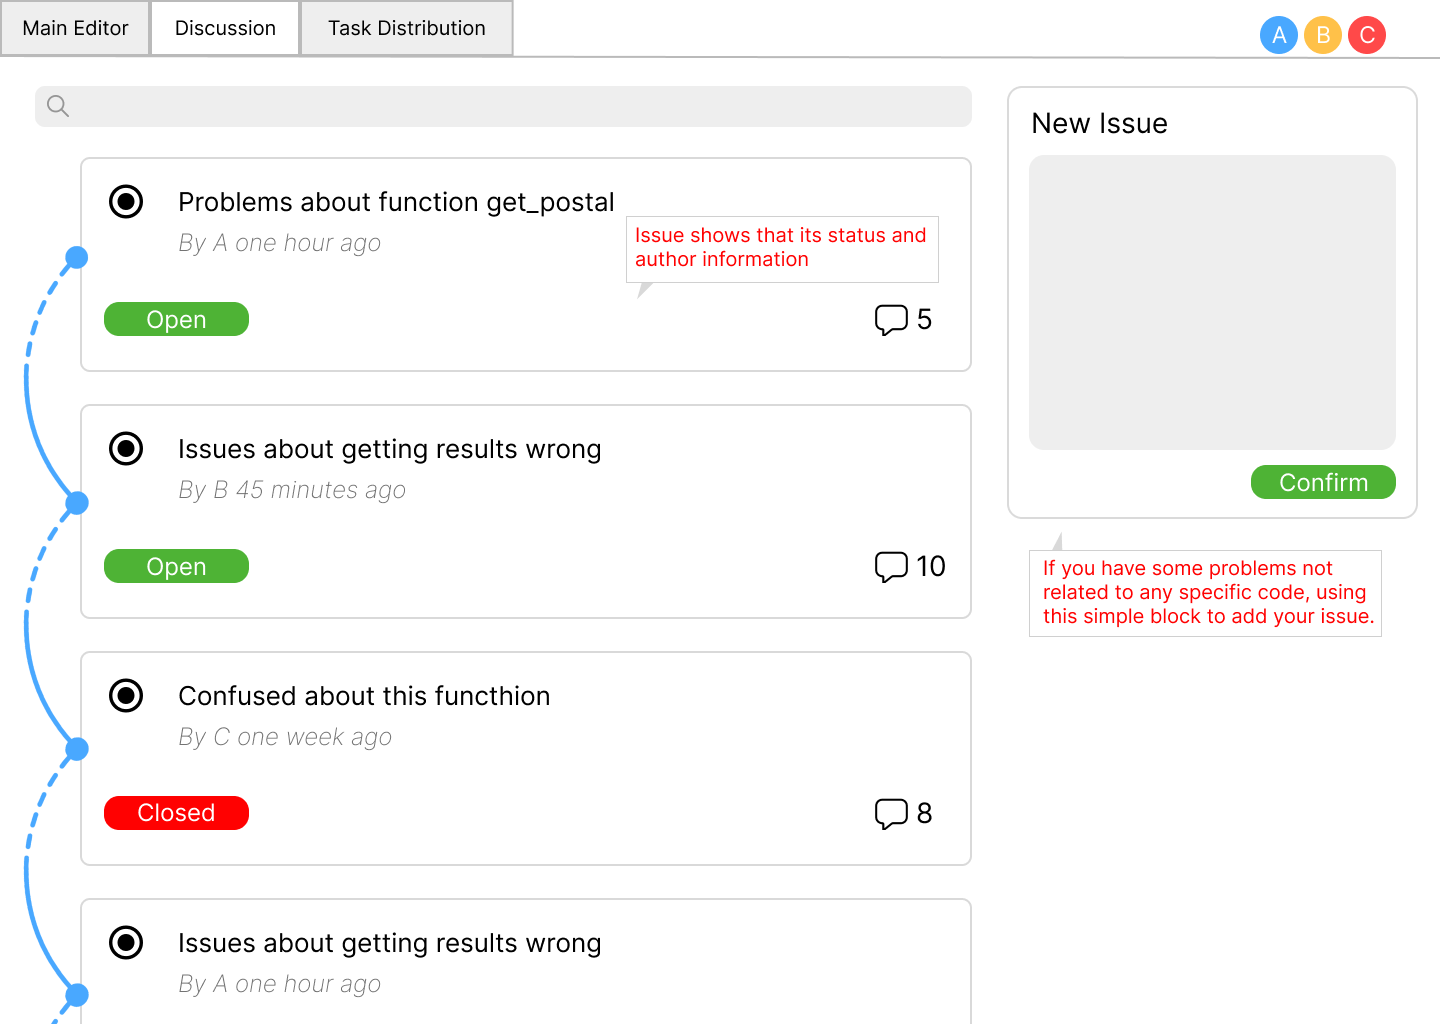 Main Editor
Discussion
Task Distribution
A
B
C
New Issue
Problems about function get_postal
By A one hour ago
Issue shows that its status and
author information
Open
5
Issues about getting results wrong
By B 45 minutes ago
Open
10
Confirm
If you have some problems not
related to any specific code, using
this simple block to add your issue.
Confused about this functhion
By C one week ago
Closed
8
Issues about getting results wrong
By A one hour ago